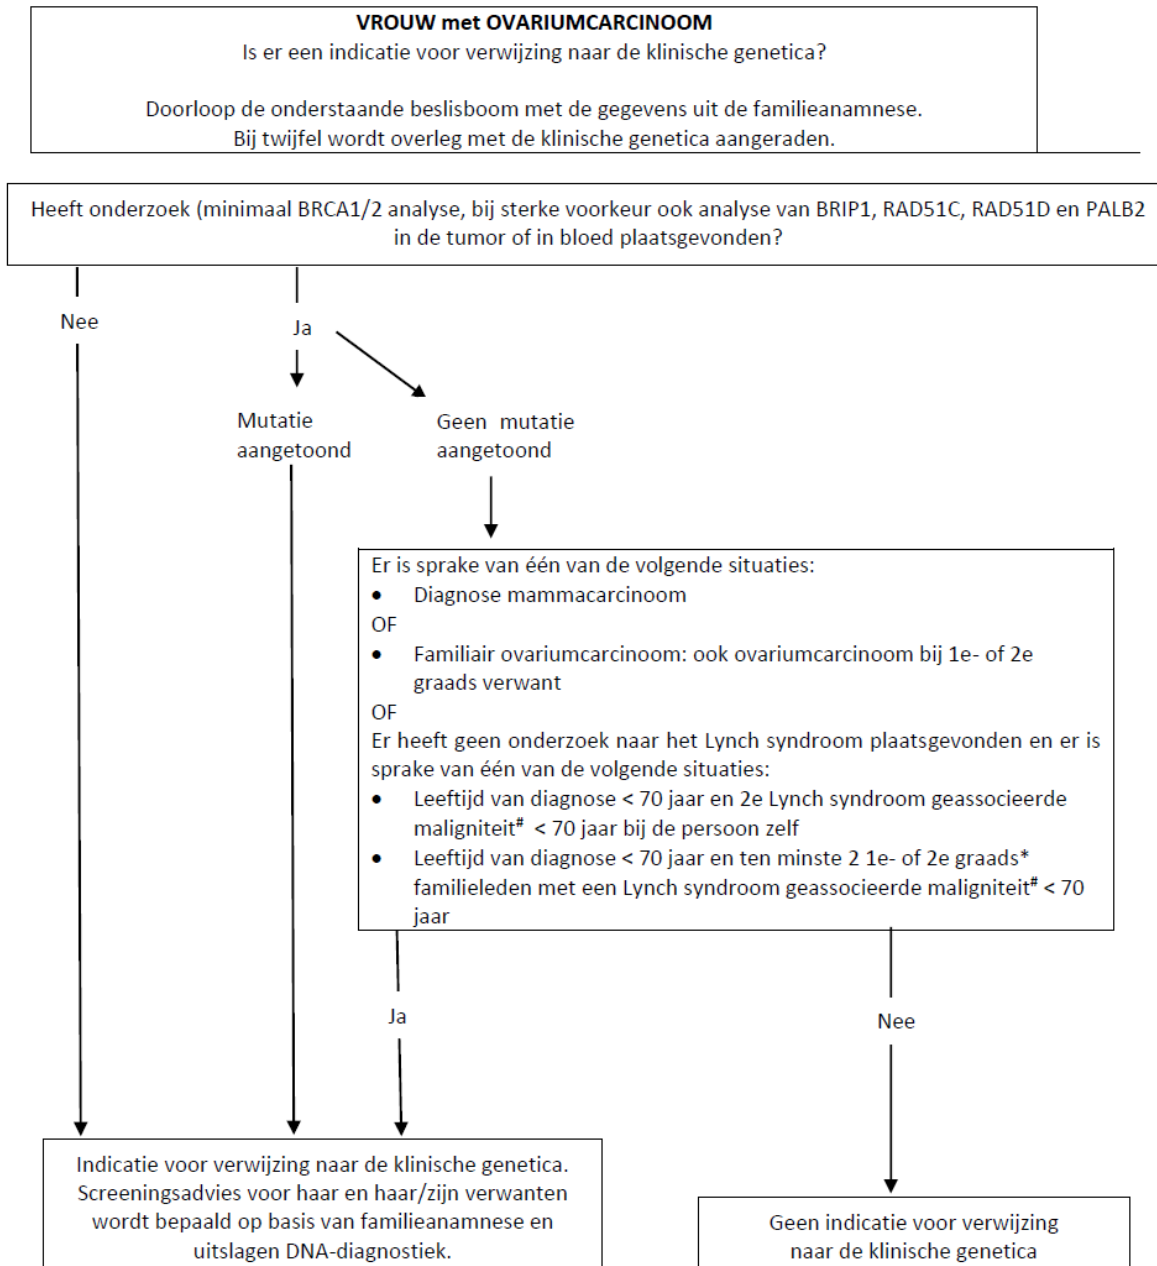 VROUW met OVARIUMCARCINOOM
Is er een indicatie voor verwijzing naar de klinische genetica?
Doorloop de onderstaande beslisboom met de gegevens uit de familieanamnese.
Bij twijfel wordt overleg met de klinische genetica aangeraden.
Heeft onderzoek (minimaal BRCA1/2 analyse, bij sterke voorkeur ook analyse van BRIP1, RAD51C, RAD51D en PALB2
in de tumor of in bloed plaatsgevonden?
Nee
Ja
Mutatie
aangetoond
Geen mutatie
aangetoond
Er is sprake van één van de volgende situaties:
• Diagnose mammacarcinoom
OF
• Familiair ovariumcarcinoom: ook ovariumcarcinoom bij 1e- of 2e
graads verwant
OF
Er heeft geen onderzoek naar het Lynch syndroom plaatsgevonden en er is
sprake van één van de volgende situaties:
• Leeftijd van diagnose < 70 jaar en 2e Lynch syndroom geassocieerde
maligniteit# < 70 jaar bij de persoon zelf
• Leeftijd van diagnose < 70 jaar en ten minste 2 1e- of 2e graads*
familieleden met een Lynch syndroom geassocieerde maligniteit# < 70
jaar
Ja
Nee
Indicatie voor verwijzing naar de klinische genetica.
Screeningsadvies voor haar en haar/zijn verwanten
wordt bepaald op basis van familieanamnese en
uitslagen DNA-diagnostiek.
Geen indicatie voor verwijzing
naar de klinische genetica